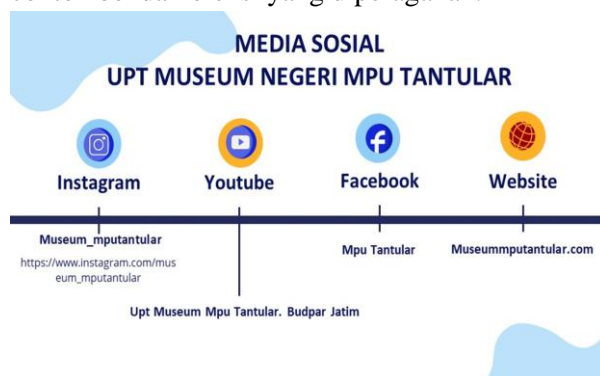 MEDIA SOSIAL
UPT MUSEUM NEGERI MPU TANTULAR
Instagram
Youtube
Facebook
Website
Museum_mputantular
https://www.instagram.com/mus
eum_mputantular
Upt Museum Mpu Tantular. Budpar Jatim
Mpu Tantular
Museummputantular.com